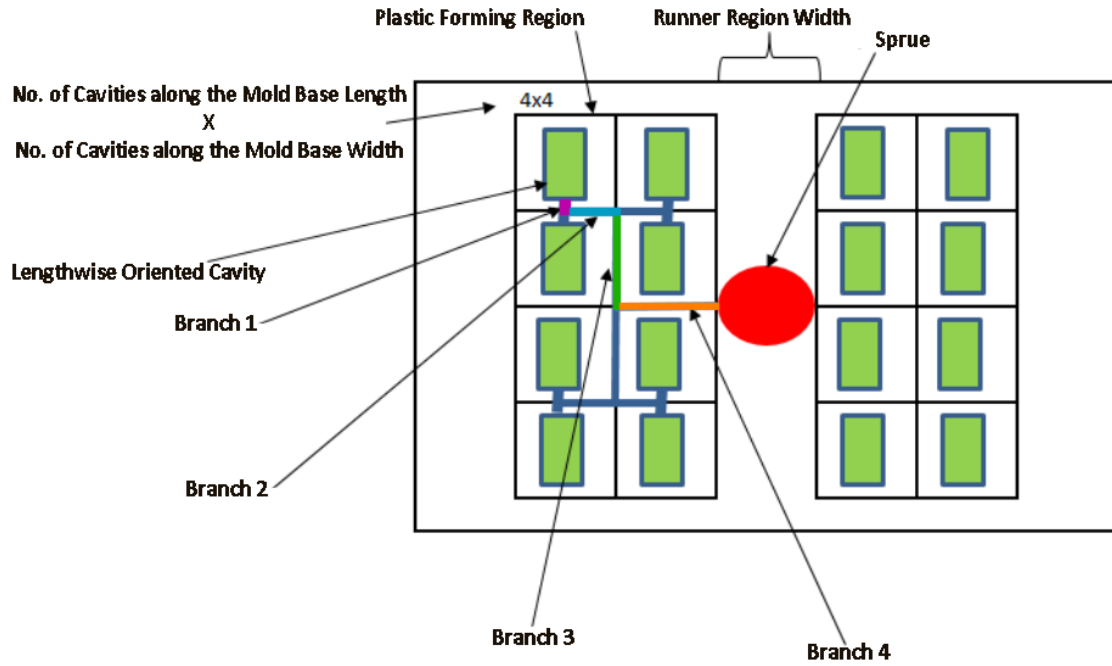 Plastic Forming Region
Runner Region Width
Sprue
No. of Cavities along the Mold Base Length
X
No. of Cavities along the Mold Base Width
4x4
Lengthwise Oriented Cavity
Branch 1
Branch 2
Branch 3
Branch 4